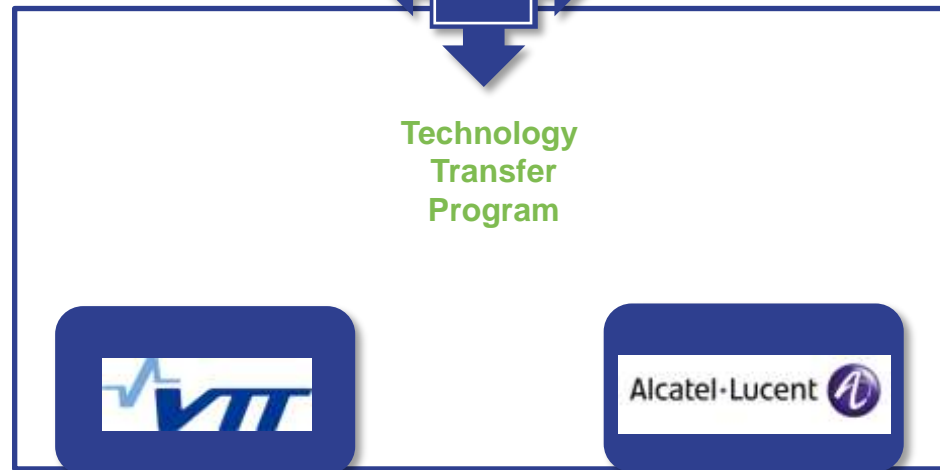 Technology
Transfer
Program
VTT
Alcatel·Lucent